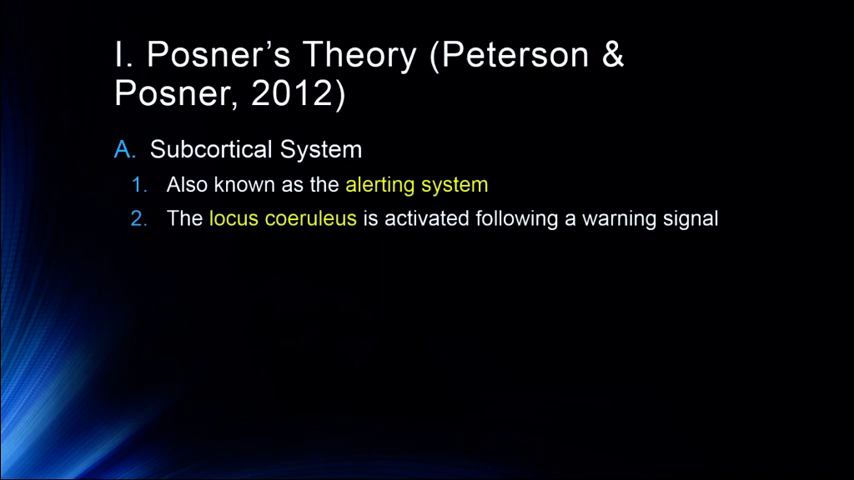 I. Posner’s Theory (Peterson &
Posner, 2012)
A. Subcortical System
1. Also known as the alerting system
2. The locus coeruleus is activated following a warning signal